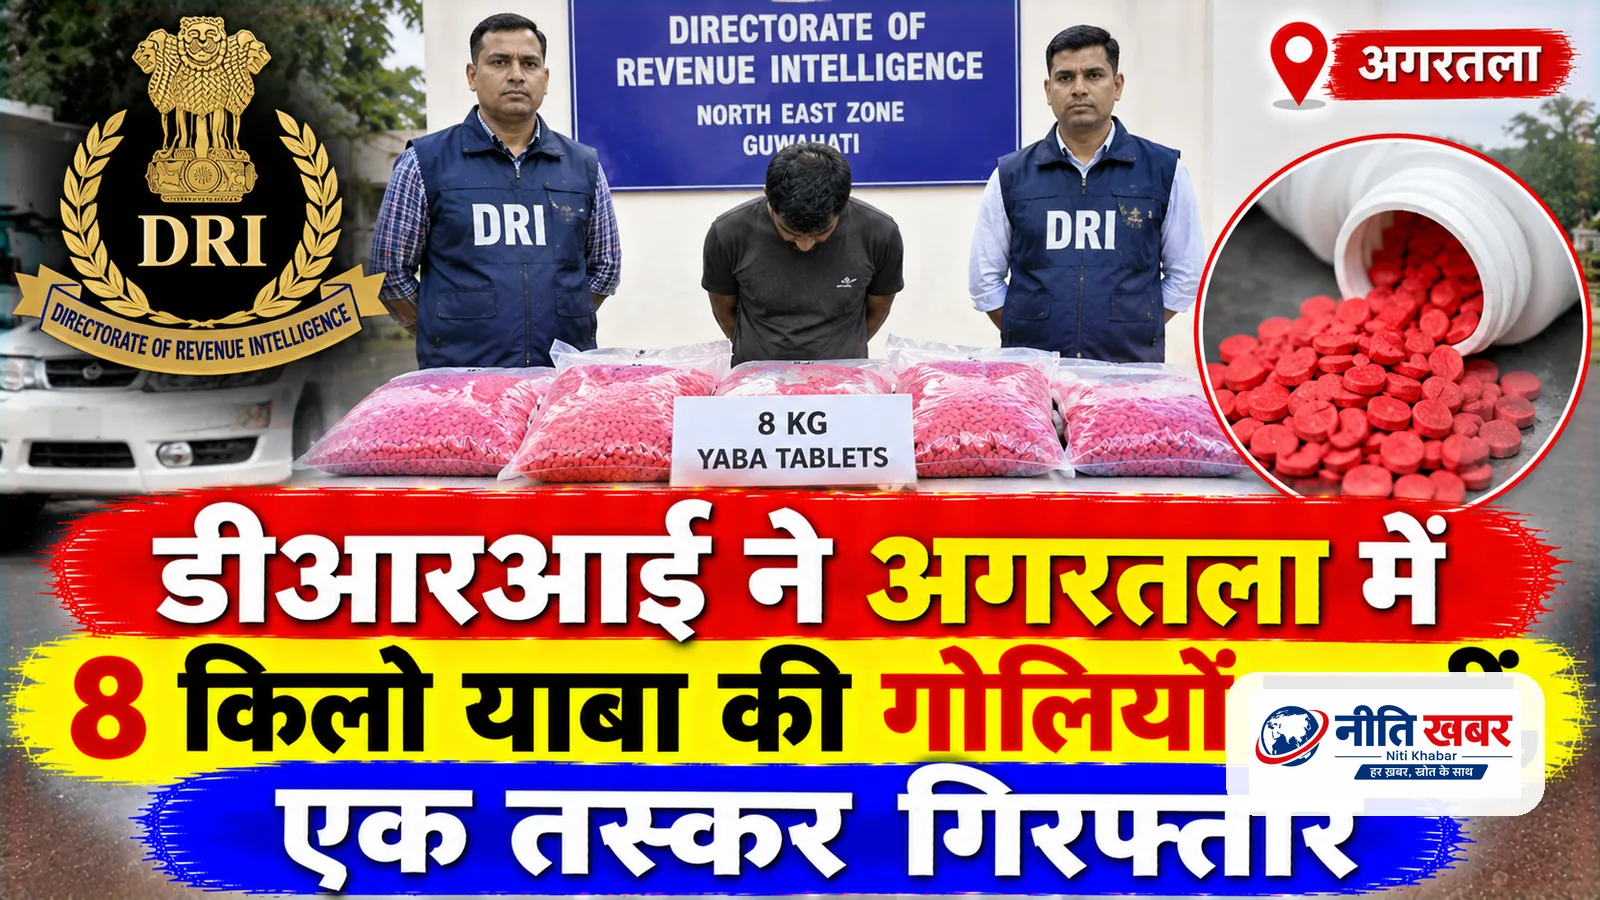 DIRECTORATE OF
REVENUE INTELLIGENCE
NORTH EAST ZONE
GUWAHATI
अगरतला
DRI
DIRECTORATE OF REVENUE INTELLIGENCE
DRI
DRI
8 KG
YABA TABLETS
डीआरआई ने अगरतला में
8 किलो याबा की गोलियों
नीति खबर
Niti Khabar
हर ख़बर, स्रोत के साथ
एक तस्कर गिरफ्तार